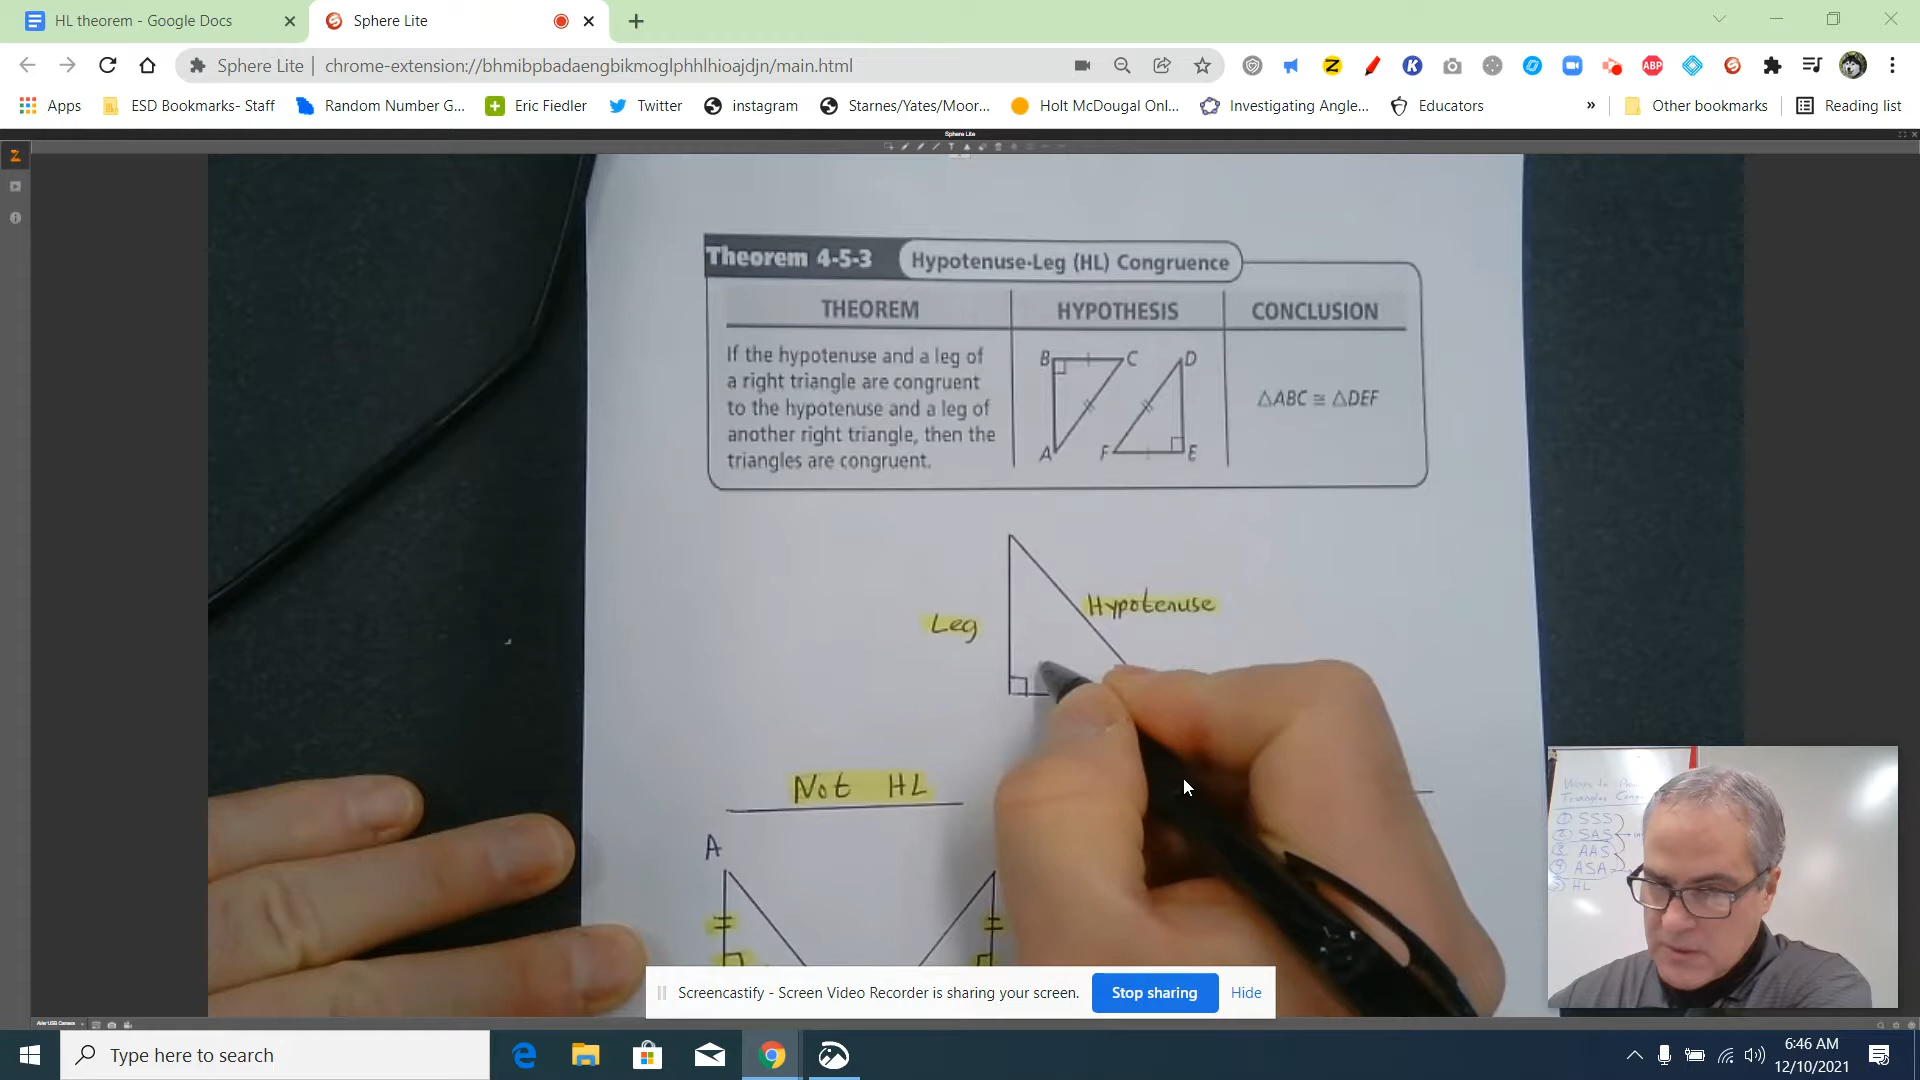 HL theorem - Google Docs
Sphere Lite
Sphere Lite | chrome-extension://bhmibpbadaengbikmoglphhlhioajdjn/main.html
Apps
ESD Bookmarks- Staff
Random Number G...
Eric Fiedler
Twitter
instagram
Starnes/Yates/Moor...
Holt McDougal Onl...
Investigating Angle...
Educators
»
Other bookmarks
Reading list
Sphere Lite
Theorem 4-5-3
Hypotenuse-Leg (HL) Congruence
THEOREM
HYPOTHESIS
CONCLUSION
If the hypotenuse and a leg of
a right triangle are congruent
to the hypotenuse and a leg of
another right triangle, then the
triangles are congruent.
B
C
D
A
F
E
△ABC ≅ △DEF
Hypotenuse
Leg
Not HL
A
SSS
SAS
AAS
ASA
HL
Screencastify - Screen Video Recorder is sharing your screen.
Stop sharing
Hide
Type here to search
6:46 AM
12/10/2021